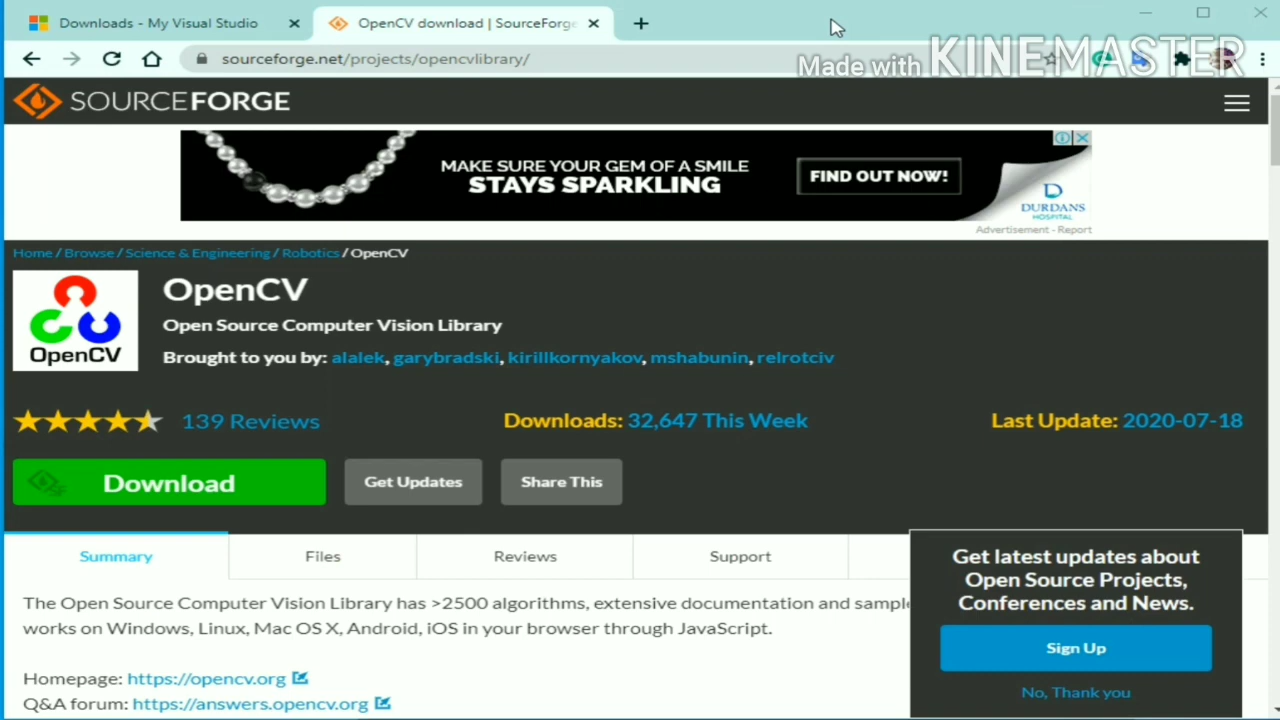 Downloads - My Visual Studio
OpenCV download | SourceForge
sourceforge.net/projects/opencvlibrary/
Made with KINEMASTER
SOURCEFORGE
MAKE SURE YOUR GEM OF A SMILE
STAYS SPARKLING
FIND OUT NOW!
DURDANS
HOSPITAL
Advertisement - Report
Home / Browse / Science & Engineering / Robotics / OpenCV
OpenCV
OpenCV
Open Source Computer Vision Library
Brought to you by: alalek, garybradski, kirillkornyakov, mshabunin, relrotciv
139 Reviews
Downloads: 32,647 This Week
Last Update: 2020-07-18
Download
Get Updates
Share This
Summary
Files
Reviews
Support
The Open Source Computer Vision Library has >2500 algorithms, extensive documentation and sample
works on Windows, Linux, Mac OS X, Android, iOS in your browser through JavaScript.
Homepage: https://opencv.org
Q&A forum: https://answers.opencv.org
Get latest updates about
Open Source Projects,
Conferences and News.
Sign Up
No, Thank you